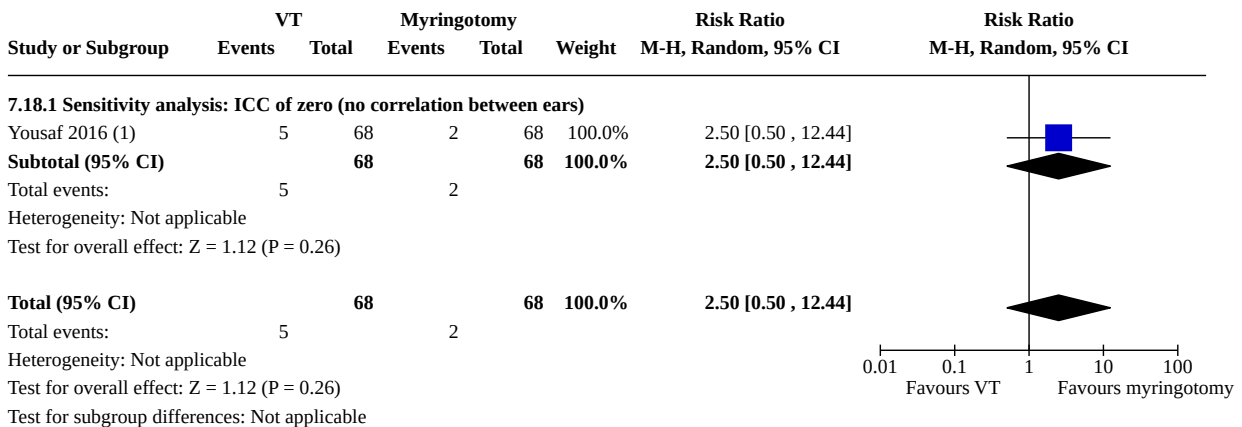 VT Myringotomy Risk Ratio Risk Ratio
Study or Subgroup Events Total Events Total Weight M-H, Random, 95% CI M-H, Random, 95% CI
7.18.1 Sensitivity analysis: ICC of zero (no correlation between ears)
Yousaf 2016 (1) 5 68 2 68 100.0% 2.50 [0.50 , 12.44]
Subtotal (95% CI) 68 68 100.0% 2.50 [0.50 , 12.44]
Total events: 5 2
Heterogeneity: Not applicable
Test for overall effect: Z = 1.12 (P = 0.26)
Total (95% CI) 68 68 100.0% 2.50 [0.50 , 12.44]
Total events: 5 2
Heterogeneity: Not applicable
Test for overall effect: Z = 1.12 (P = 0.26)
Test for subgroup differences: Not applicable
0.01 0.1 1 10 100
Favours VT Favours myringotomy